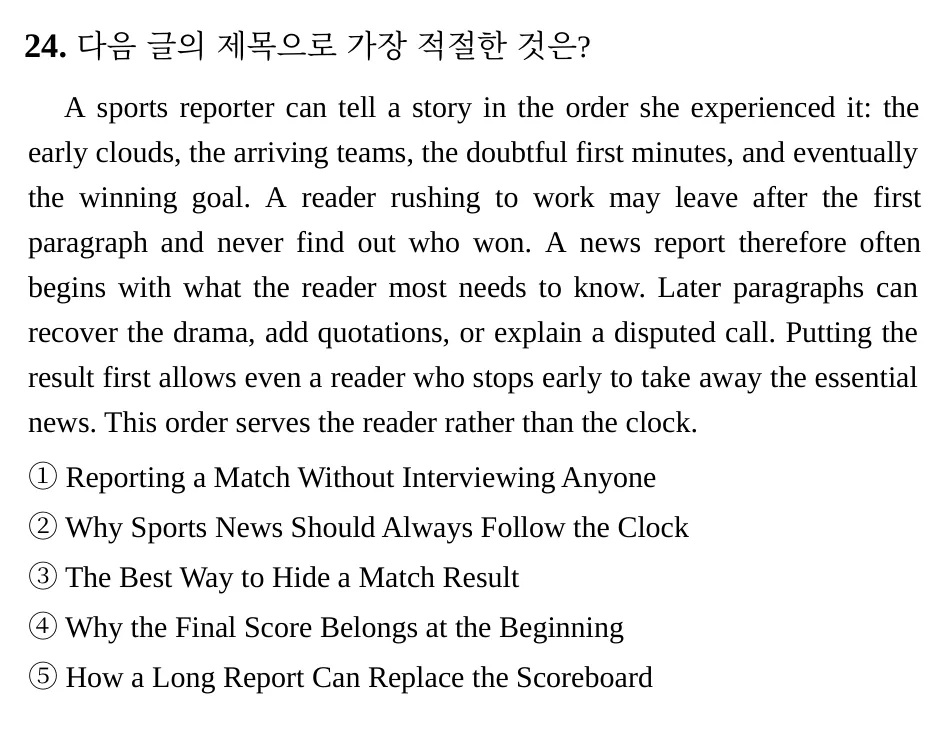 24. 다음 글의 제목으로 가장 적절한 것은?
A sports reporter can tell a story in the order she experienced it: the
early clouds, the arriving teams, the doubtful first minutes, and eventually
the winning goal. A reader rushing to work may leave after the first
paragraph and never find out who won. A news report therefore often
begins with what the reader most needs to know. Later paragraphs can
recover the drama, add quotations, or explain a disputed call. Putting the
result first allows even a reader who stops early to take away the essential
news. This order serves the reader rather than the clock.
① Reporting a Match Without Interviewing Anyone
② Why Sports News Should Always Follow the Clock
③ The Best Way to Hide a Match Result
④ Why the Final Score Belongs at the Beginning
⑤ How a Long Report Can Replace the Scoreboard